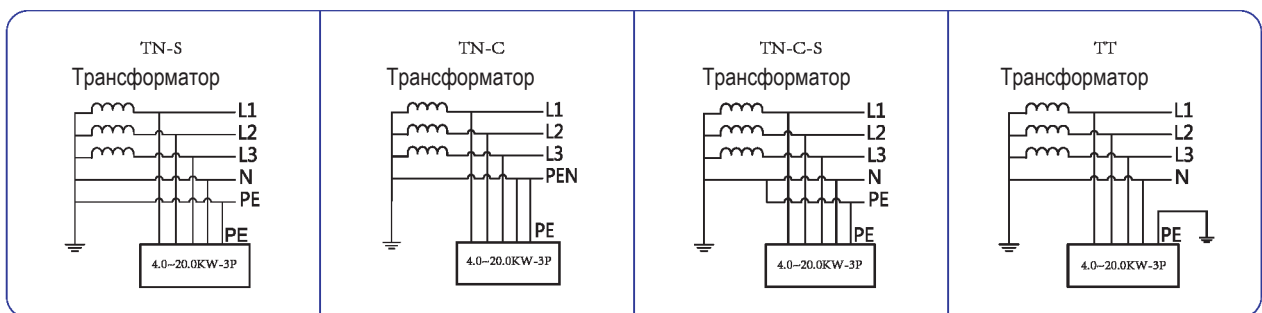 TN-S
Трансформатор
L1
L2
L3
N
PE
PE
4.0~20.0KW-3P
TN-C
Трансформатор
L1
L2
L3
PEN
PE
4.0~20.0KW-3P
TN-C-S
Трансформатор
L1
L2
L3
N
PE
PE
4.0~20.0KW-3P
TT
Трансформатор
L1
L2
L3
N
PE
4.0~20.0KW-3P